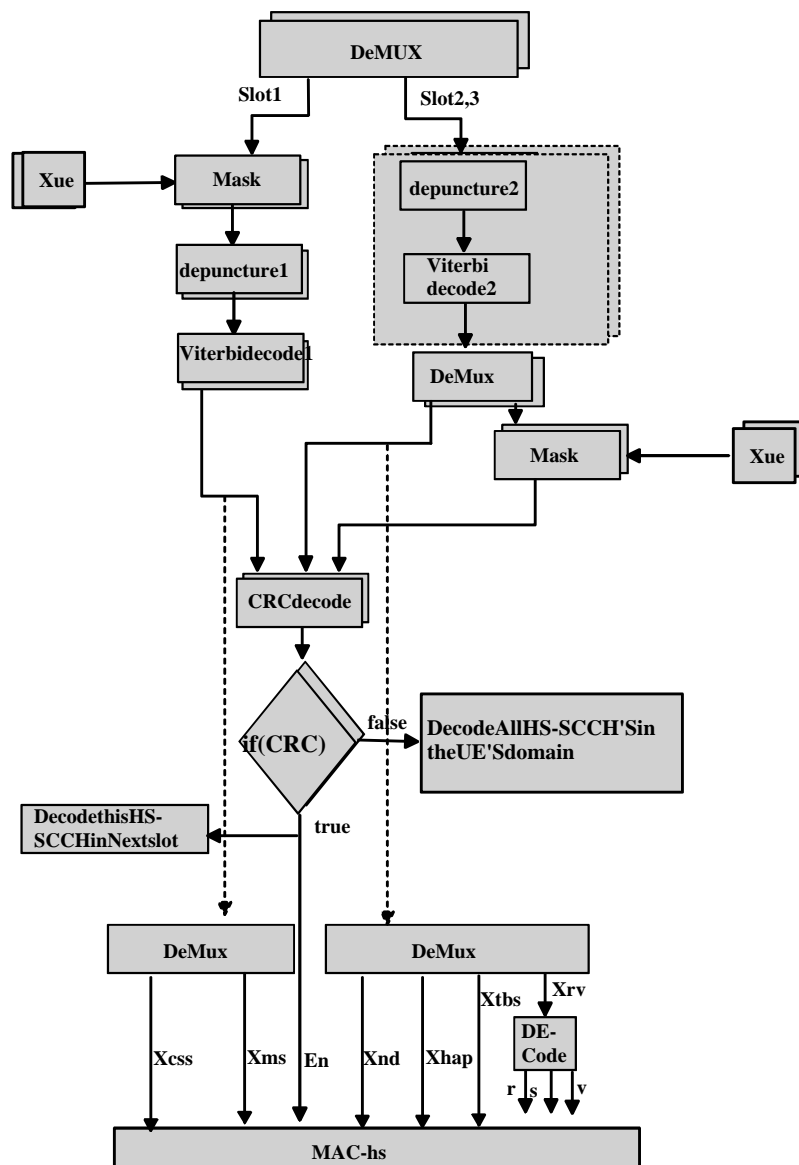 DeMUX
Slot1
Slot2,3
Xue
Mask
depuncture2
depuncture1
Viterbi
decode2
Viterbidecode1
DeMux
Mask
Xue
CRCdecode
if(CRC)
false
DecodeAllHS-SCCH'Sin
theUE'Sdomain
true
DecodethisHS-
SCCHinNextslot
DeMux
DeMux
Xcss
Xms
En
Xnd
Xhap
Xtbs
Xrv
DE-
Code
r
s
v
MAC-hs